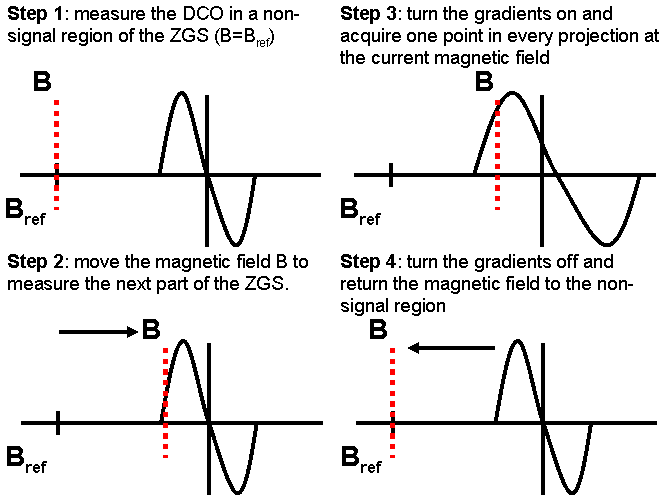 Step 1: measure the DCO in a non-
signal region of the ZGS (B=Bref)
B
Bref
Step 2: move the magnetic field B to
measure the next part of the ZGS.
B
Bref
Step 3: turn the gradients on and
acquire one point in every projection at
the current magnetic field
B
Bref
Step 4: turn the gradients off and
return the magnetic field to the non-
signal region
B
Bref